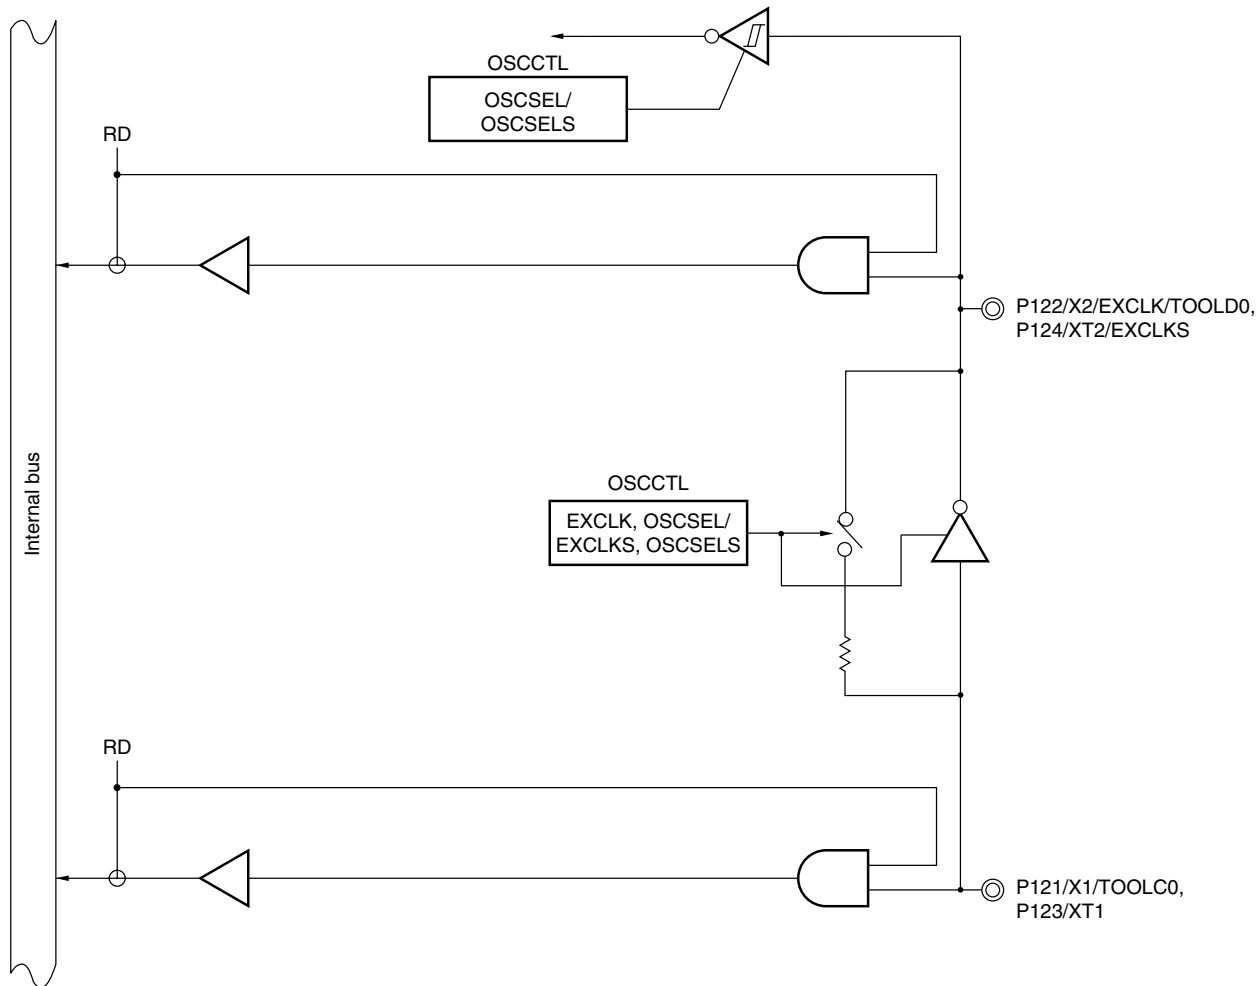 OSCCTL
OSCSEL/
OSCSELS
RD
P122/X2/EXCLK/TOOLD0,
P124/XT2/EXCLKS
Internal bus
OSCCTL
EXCLK, OSCSEL/
EXCLKS, OSCSELS
RD
P121/X1/TOOLC0,
P123/XT1